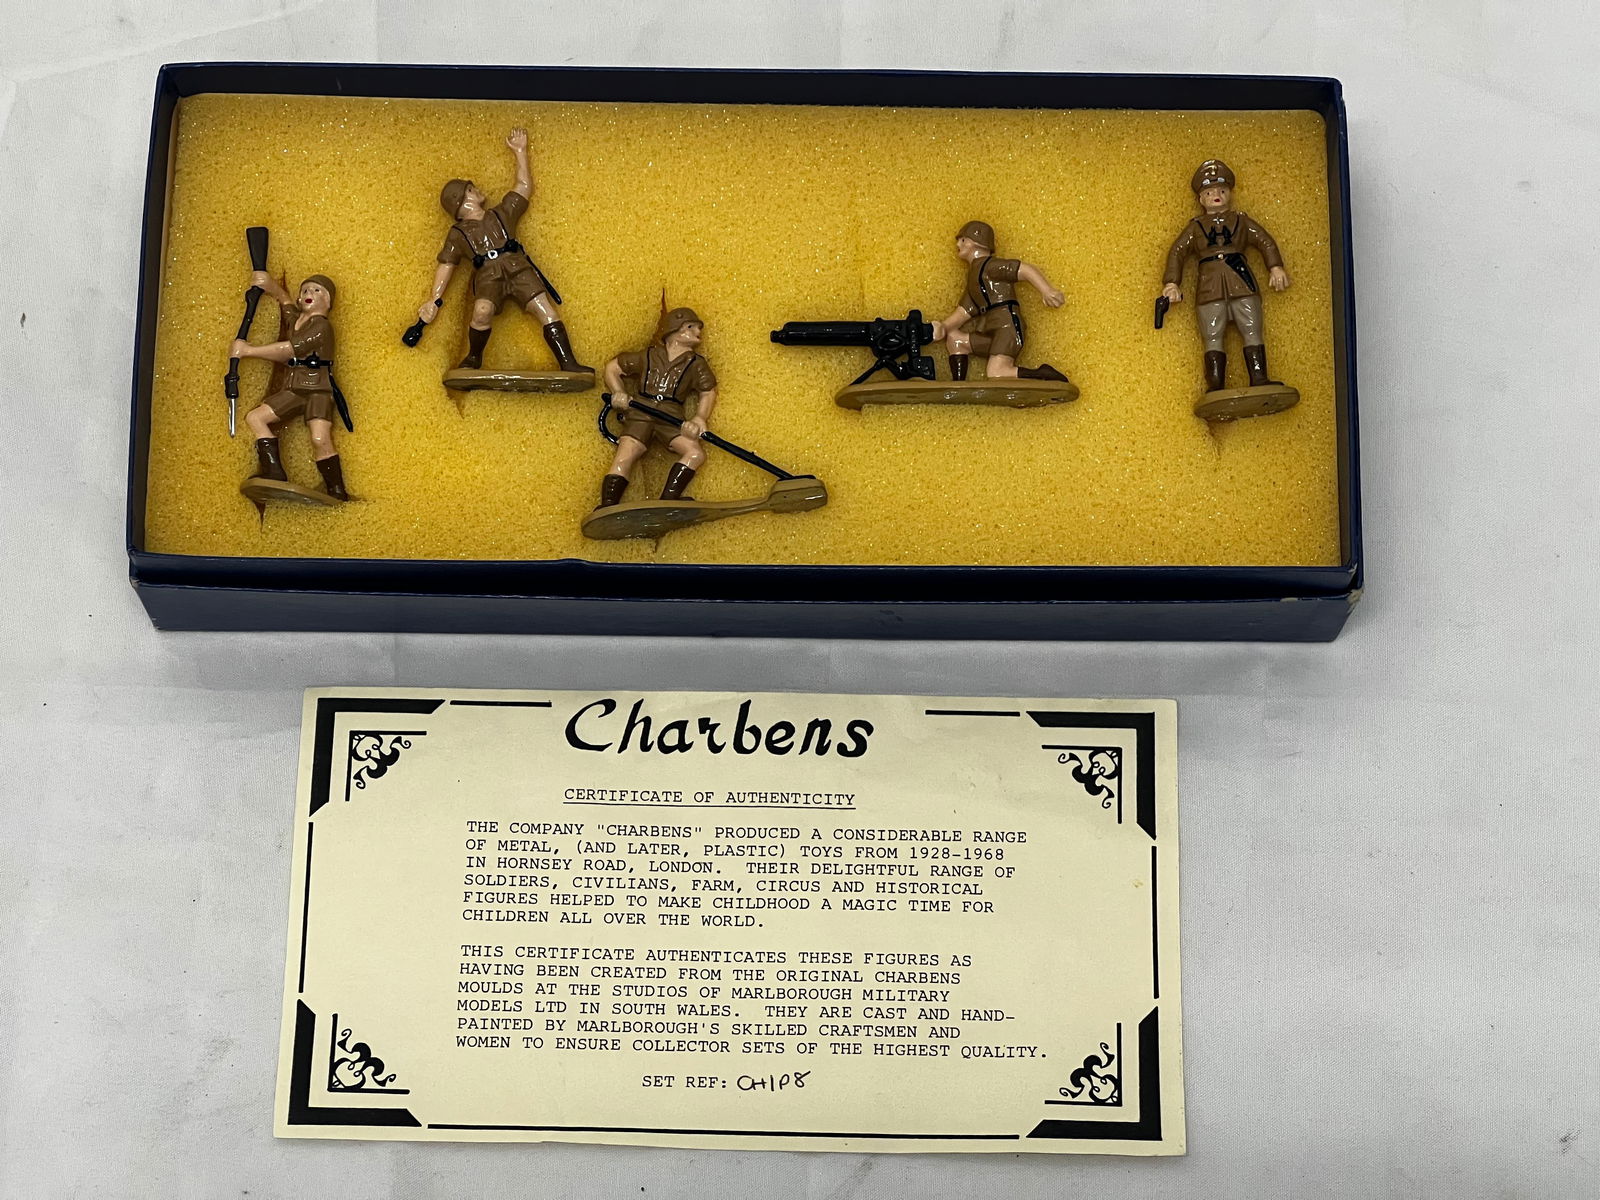 Charbens
CERTIFICATE OF AUTHENTICITY
THE COMPANY "CHARBENS" PRODUCED A CONSIDERABLE RANGE
OF METAL, (AND LATER, PLASTIC) TOYS FROM 1928-1968
IN HORNSEY ROAD, LONDON. THEIR DELIGHTFUL RANGE OF
SOLDIERS, CIVILIANS, FARM, CIRCUS AND HISTORICAL
FIGURES HELPED TO MAKE CHILDHOOD A MAGIC TIME FOR
CHILDREN ALL OVER THE WORLD.
THIS CERTIFICATE AUTHENTICATES THESE FIGURES AS
HAVING BEEN CREATED FROM THE ORIGINAL CHARBENS
MOULDS AT THE STUDIOS OF MARLBOROUGH MILITARY
MODELS LTD IN SOUTH WALES. THEY ARE CAST AND HAND-
PAINTED BY MARLBOROUGH'S SKILLED CRAFTSMEN AND
WOMEN TO ENSURE COLLECTOR SETS OF THE HIGHEST QUALITY.
SET REF: CH1P8